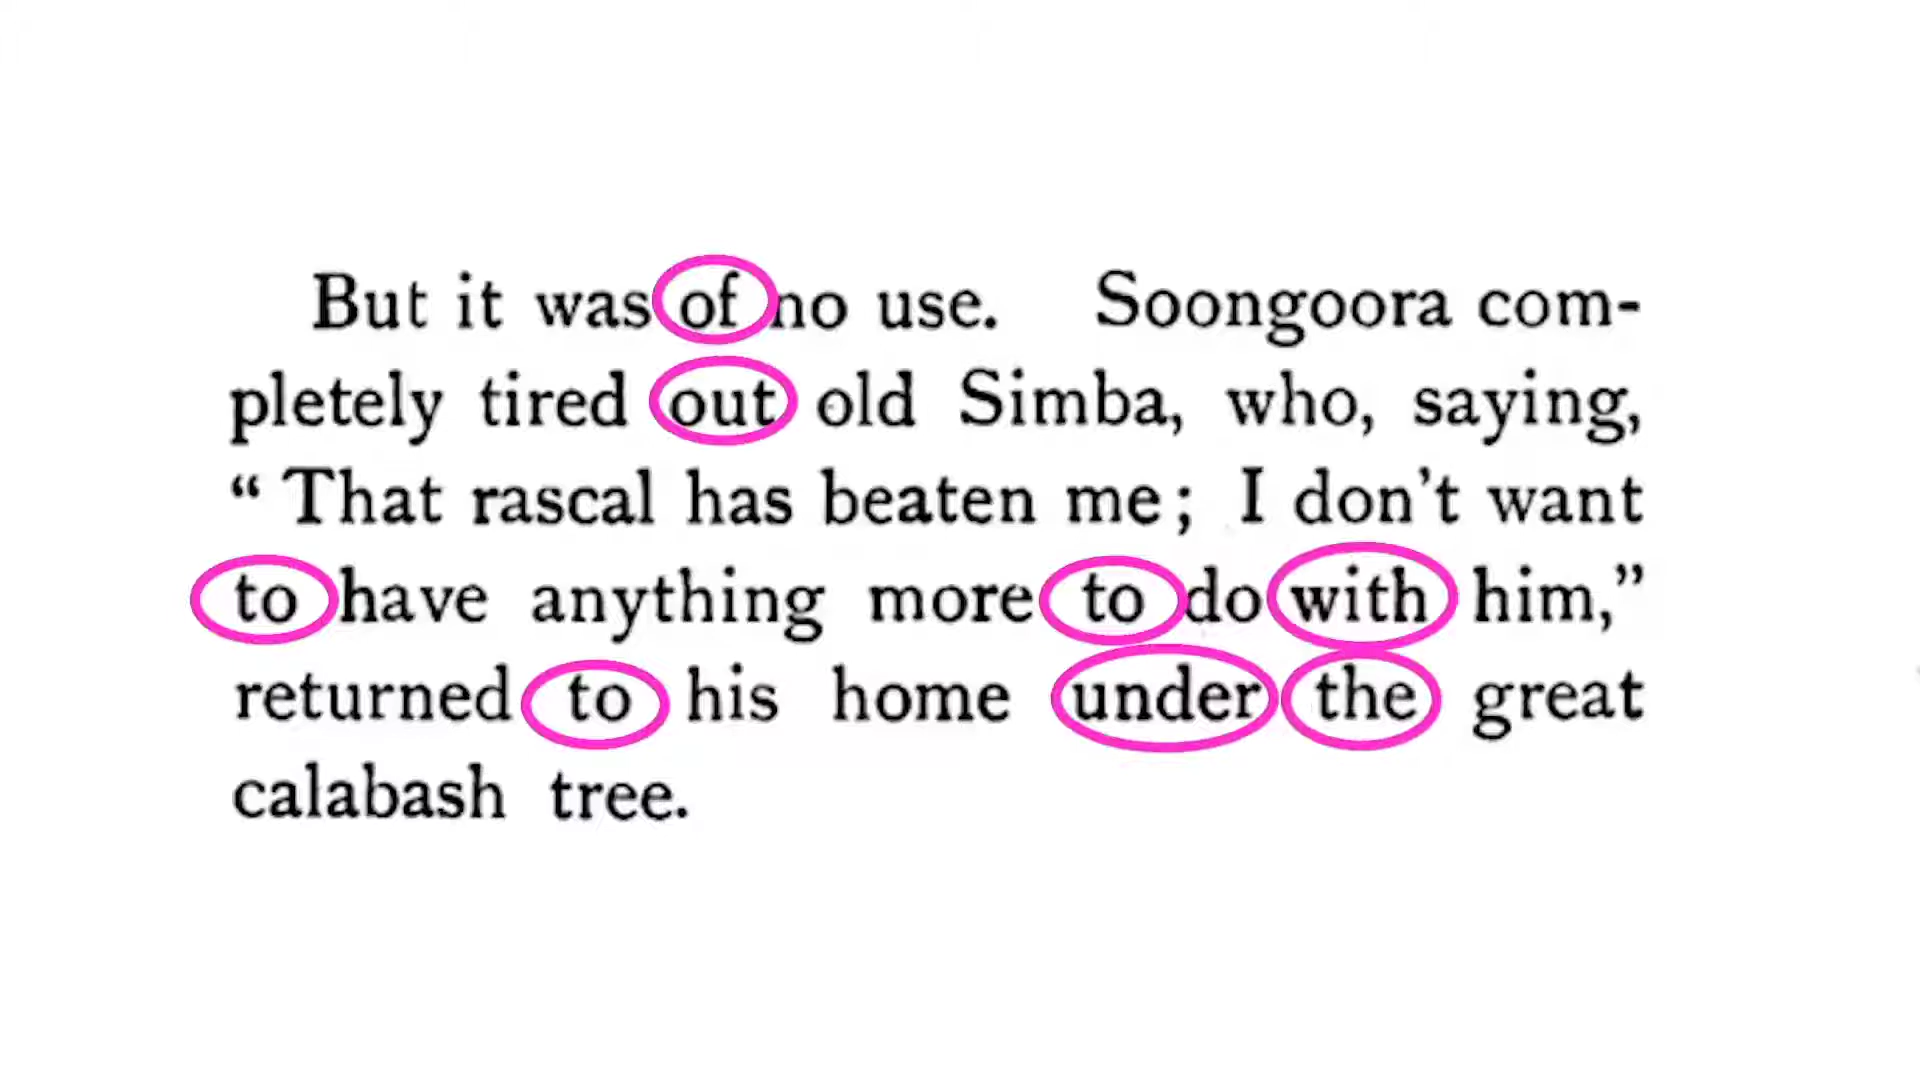 But it was of no use. Soongoora com-
pletely tired out old Simba, who, saying,
“ That rascal has beaten me; I don’t want
to have anything more to do with him,”
returned to his home under the great
calabash tree.